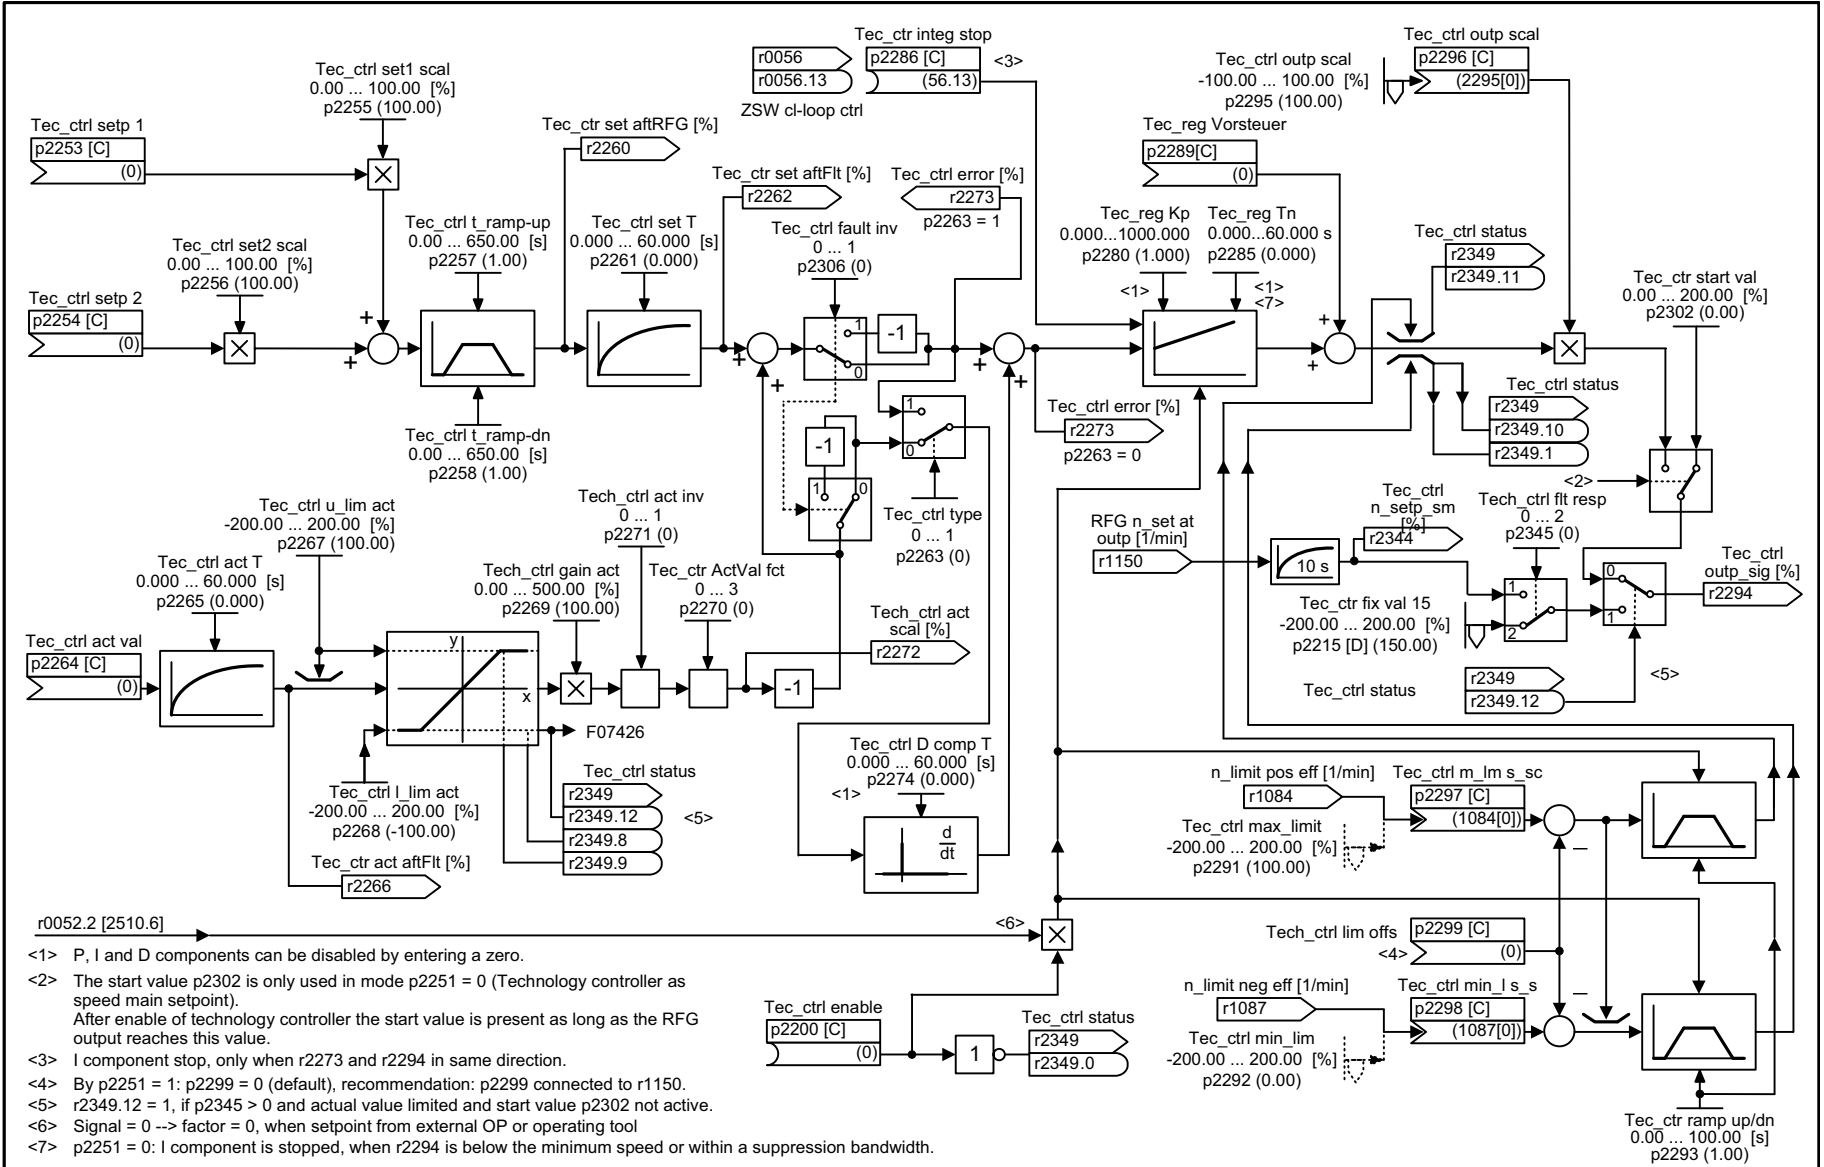 Tec_ctrl set1 scal
0.00 ... 100.00 [%]
p2255 (100.00)
Tec_ctrl setp 1
p2253 [C]
(0)
Tec_ctrl set2 scal
0.00 ... 100.00 [%]
p2256 (100.00)
Tec_ctrl setp 2
p2254 [C]
(0)
Tec_ctrl t_ramp-up
0.00 ... 650.00 [s]
p2257 (1.00)
Tec_ctrl t_ramp-dn
0.00 ... 650.00 [s]
p2258 (1.00)
Tec_ctr set aftRFG [%]
r2260
Tec_ctrl set T
0.000 ... 60.000 [s]
p2261 (0.000)
Tec_ctr set aftFlt [%]
r2262
r0056
r0056.13
ZSW cl-loop ctrl
Tec_ctr integ stop
p2286 [C]
(56.13)
<3>
Tec_ctrl error [%]
r2273
p2263 = 1
Tec_ctrl fault inv
0 ... 1
p2306 (0)
1
0
-1
Tec_ctrl outp scal
-100.00 ... 100.00 [%]
p2295 (100.00)
Tec_ctrl outp scal
p2296 [C]
(2295[0])
Tec_reg Vorsteuer
p2289[C]
(0)
Tec_reg Kp
0.000...1000.000
p2280 (1.000)
<1>
Tec_reg Tn
0.000...60.000 s
p2285 (0.000)
<1>
<7>
Tec_ctrl status
r2349
r2349.11
Tec_ctr start val
0.00 ... 200.00 [%]
p2302 (0.00)
Tec_ctrl status
r2349
r2349.10
r2349.1
Tec_ctrl error [%]
r2273
p2263 = 0
-1
1
0
1
0
Tec_ctrl type
0 ... 1
p2263 (0)
<2>
Tec_ctrl
n_setp_sm
[%]
r2344
Tech_ctrl flt resp
0 ... 2
p2345 (0)
RFG n_set at
outp [1/min]
r1150
10 s
1
2
0
1
Tec_ctrl
outp_sig [%]
r2294
Tec_ctr fix val 15
-200.00 ... 200.00 [%]
p2215 [D] (150.00)
Tec_ctrl status
r2349
r2349.12
<5>
Tec_ctrl u_lim act
-200.00 ... 200.00 [%]
p2267 (100.00)
Tec_ctrl act T
0.000 ... 60.000 [s]
p2265 (0.000)
Tec_ctrl act val
p2264 [C]
(0)
y
x
Tech_ctrl act inv
0 ... 1
p2271 (0)
Tech_ctrl gain act
0.00 ... 500.00 [%]
p2269 (100.00)
Tec_ctr ActVal fct
0 ... 3
p2270 (0)
Tech_ctrl act
scal [%]
r2272
-1
F07426
Tec_ctrl status
r2349
r2349.12
r2349.8
r2349.9
<5>
Tec_ctrl l_lim act
-200.00 ... 200.00 [%]
p2268 (-100.00)
Tec_ctr act aftFlt [%]
r2266
Tec_ctrl D comp T
0.000 ... 60.000 [s]
p2274 (0.000)
<1>
d
dt
n_limit pos eff [1/min]
r1084
Tec_ctrl max_limit
-200.00 ... 200.00 [%]
p2291 (100.00)
Tec_ctrl m_lm s_sc
p2297 [C]
(1084[0])
Tech_ctrl lim offs
<4>
p2299 [C]
(0)
n_limit neg eff [1/min]
r1087
Tec_ctrl min_lim
-200.00 ... 200.00 [%]
p2292 (0.00)
Tec_ctrl min_l s_s
p2298 [C]
(1087[0])
Tec_ctr ramp up/dn
0.00 ... 100.00 [s]
p2293 (1.00)
r0052.2 [2510.6]
<6>
Tec_ctrl enable
p2200 [C]
(0)
1
Tec_ctrl status
r2349
r2349.0
<1> P, I and D components can be disabled by entering a zero.
<2> The start value p2302 is only used in mode p2251 = 0 (Technology controller as
speed main setpoint).
After enable of technology controller the start value is present as long as the RFG
output reaches this value.
<3> I component stop, only when r2273 and r2294 in same direction.
<4> By p2251 = 1: p2299 = 0 (default), recommendation: p2299 connected to r1150.
<5> r2349.12 = 1, if p2345 > 0 and actual value limited and start value p2302 not active.
<6> Signal = 0 --> factor = 0, when setpoint from external OP or operating tool
<7> p2251 = 0: I component is stopped, when r2294 is below the minimum speed or within a suppression bandwidth.